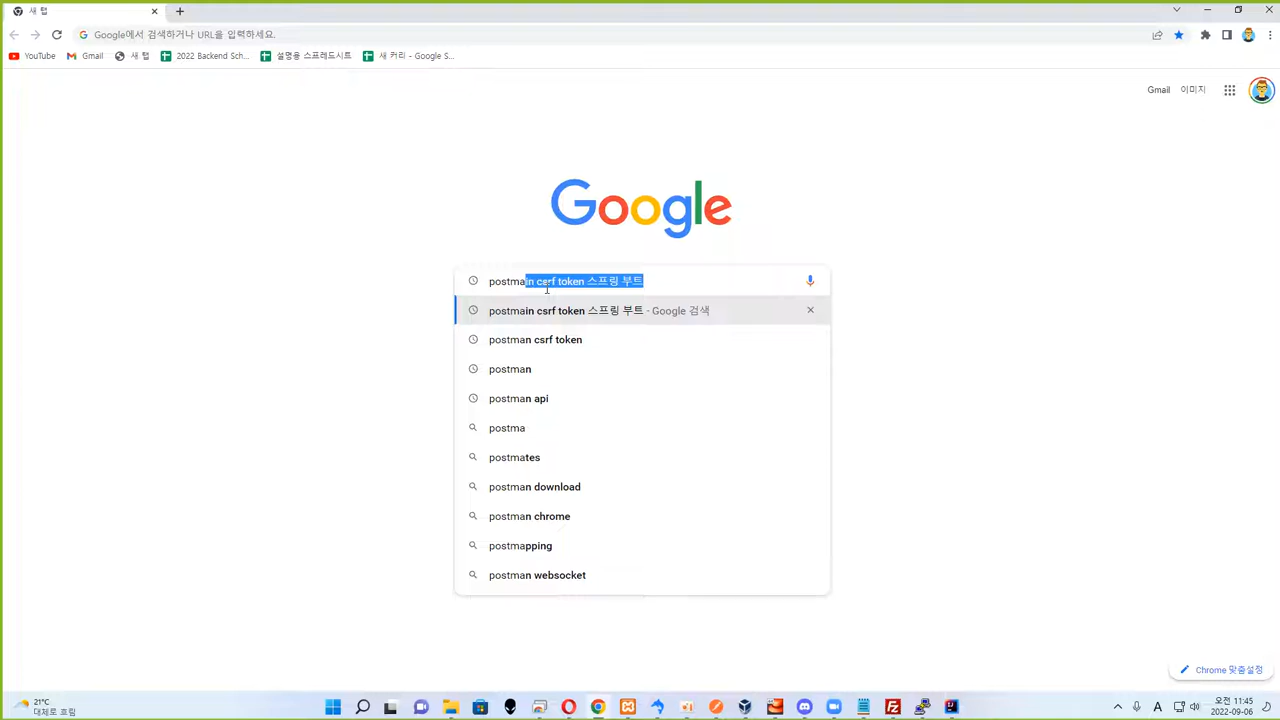 새 탭
Google에서 검색하거나 URL을 입력하세요.
YouTube
Gmail
새 탭
2022 Backend Sch...
설명용 스프레드시트
새 커리 - Google S...
Gmail
이미지
Google
postmain csrf token 스프링 부트
postmain csrf token 스프링 부트 - Google 검색
postman csrf token
postman
postman api
postma
postmates
postman download
postman chrome
postmapping
postman websocket
Chrome 맞춤설정
21°C
대체로 흐림
A
오전 11:45
2022-09-06